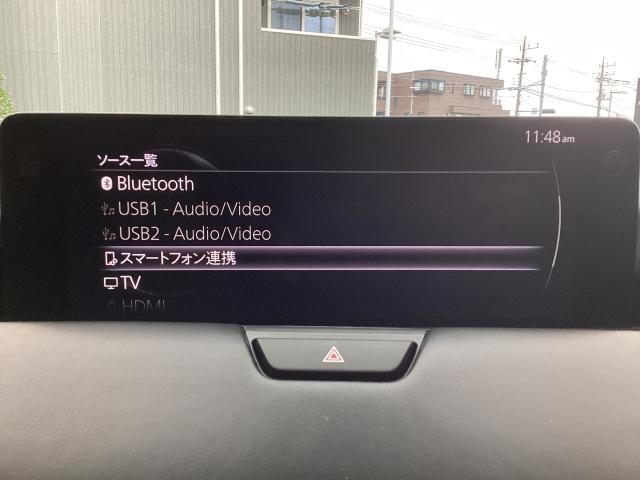 11:48am
ソース一覧
Bluetooth
USB1 - Audio/Video
USB2 - Audio/Video
スマートフォン連携
TV
HDMI